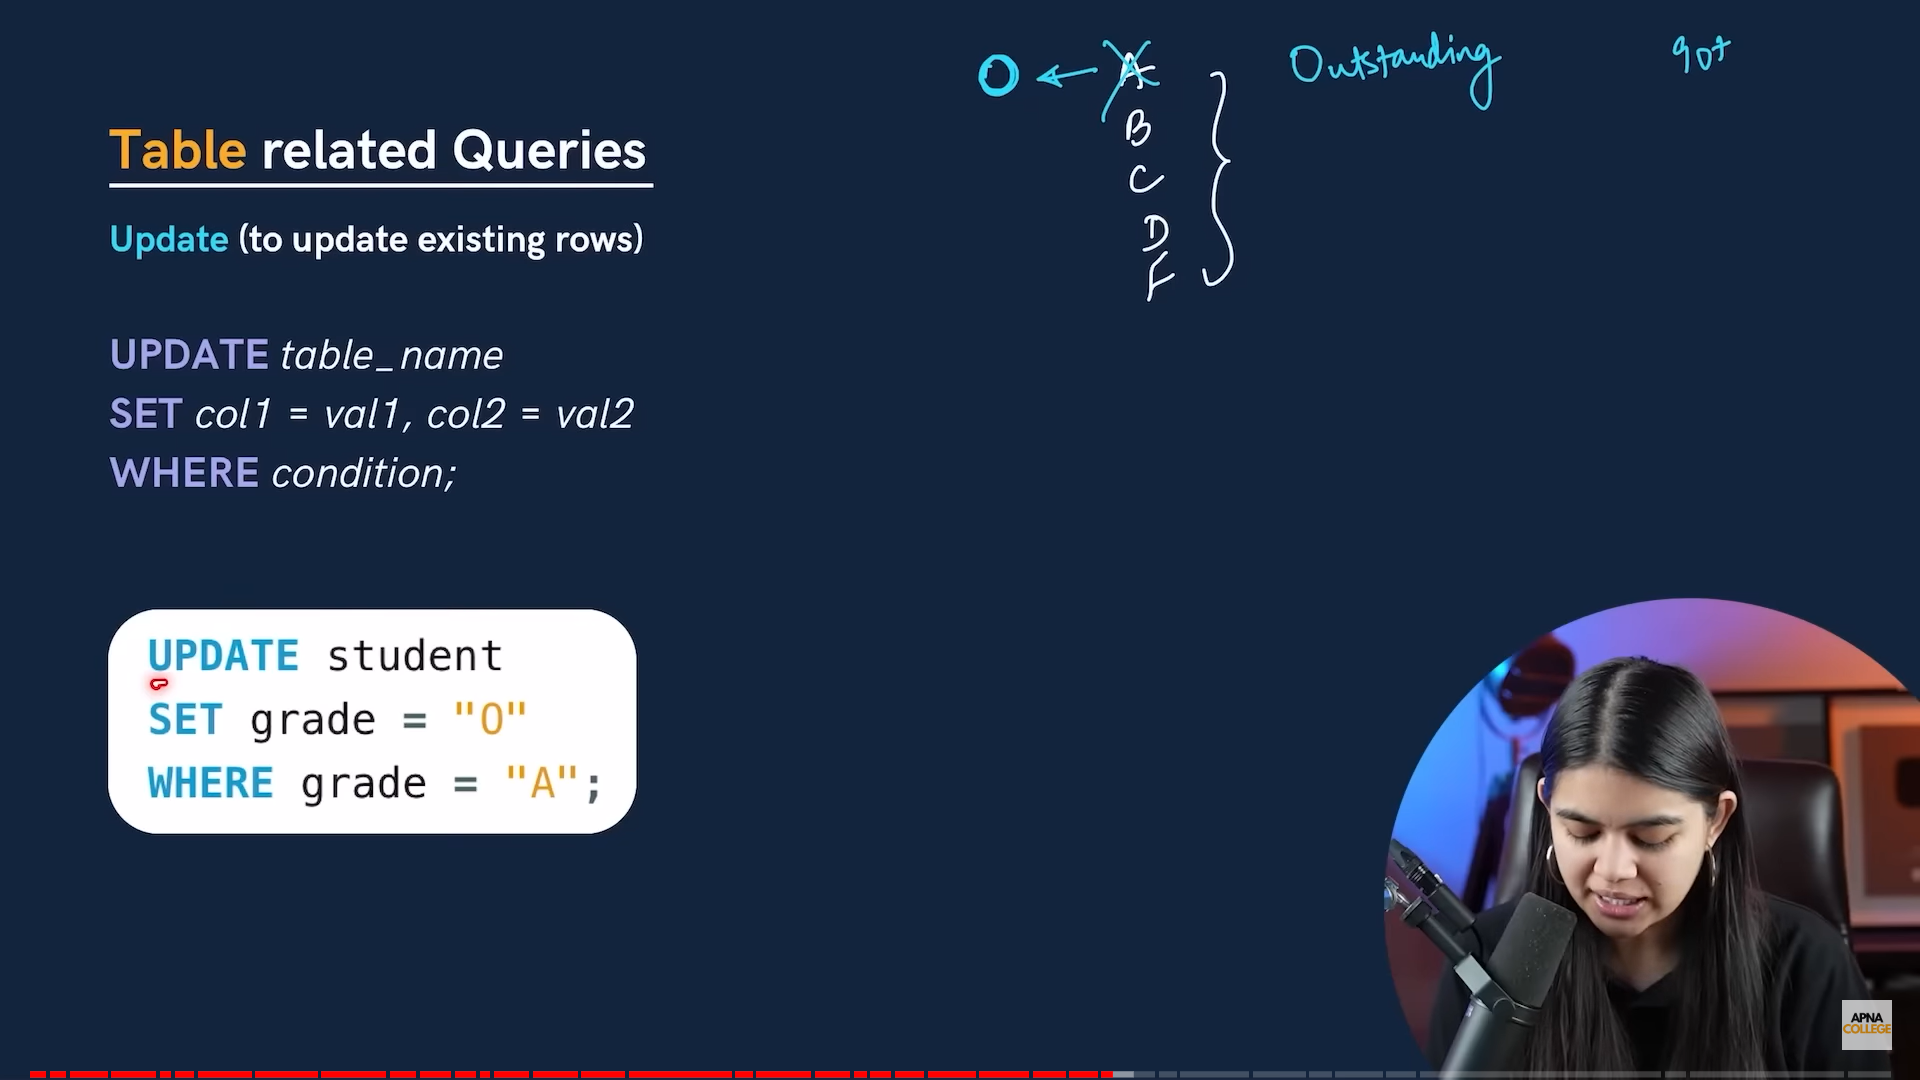 O ← A
Outstanding
90+
B
C
D
F
Table related Queries
Update (to update existing rows)
UPDATE table_name
SET col1 = val1, col2 = val2
WHERE condition;
UPDATE student
SET grade = "O"
WHERE grade = "A";
APNA
COLLEGE